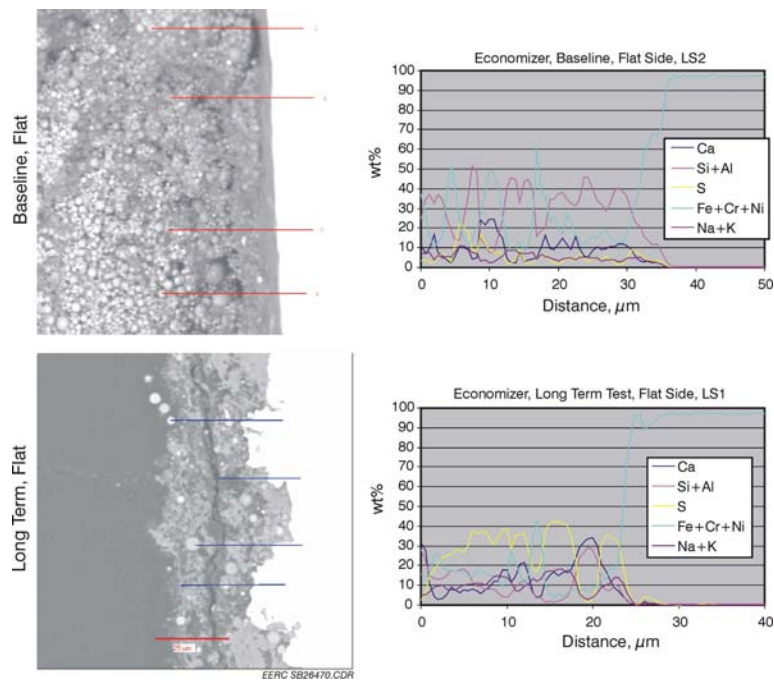 Baseline, Flat
Economizer, Baseline, Flat Side, LS2
100
90
80
70
60
50
40
30
20
10
0
wt%
Ca
Si+Al
S
Fe+Cr+Ni
Na+K
0 10 20 30 40 50
Distance, µm
Long Term, Flat
25 µm
EERC SB26470.CDR
Economizer, Long Term Test, Flat Side, LS1
100
90
80
70
60
50
40
30
20
10
0
wt%
Ca
Si+Al
S
Fe+Cr+Ni
Na+K
0 10 20 30 40
Distance, µm